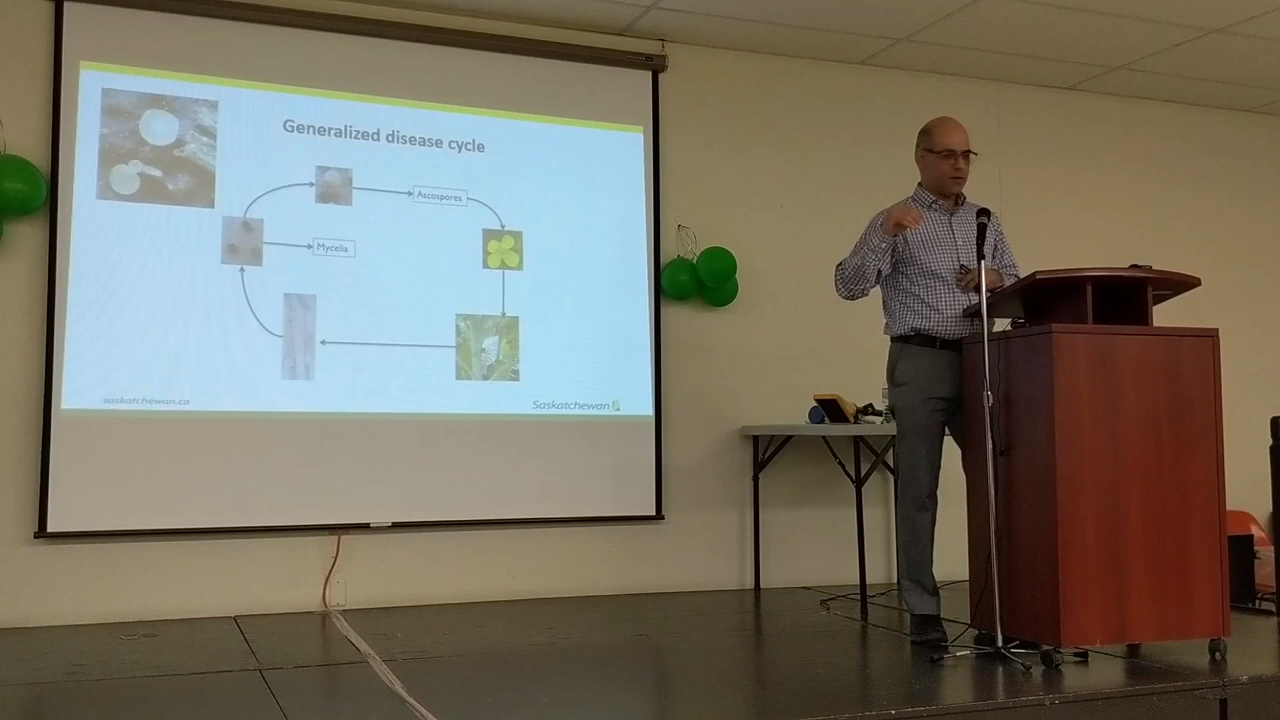 Generalized disease cycle
Ascospores
Mycelia
saskatchewan.ca
Saskatchewan